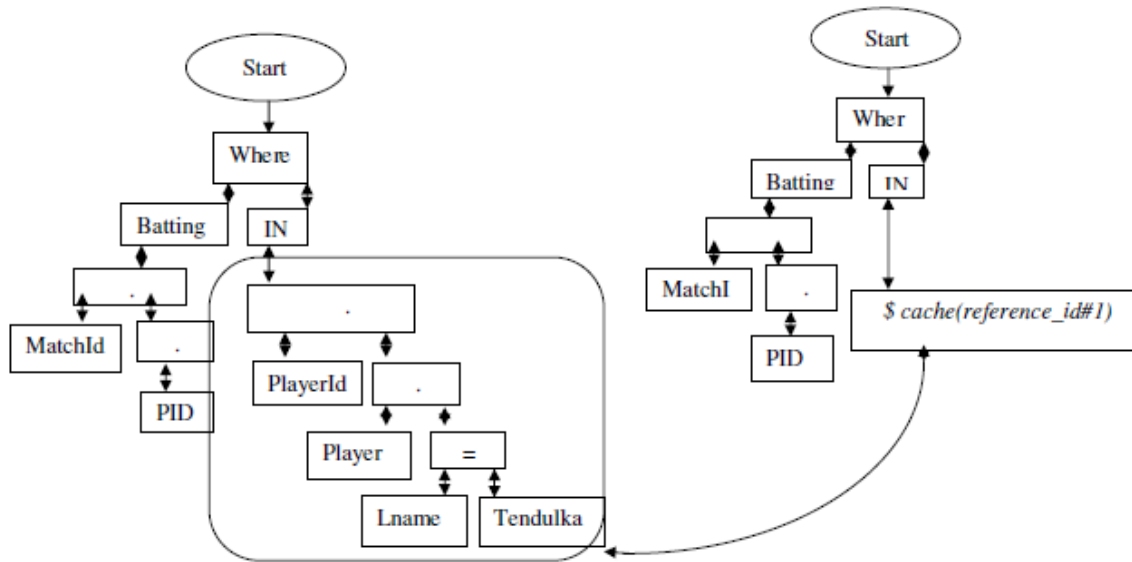 Start
Where
Batting
IN
.
MatchId
.
PID
.
PlayerId
.
Player
=
Lname
Tendulka
Start
Wher
Batting
IN
MatchI
.
PID
$ cache(reference_id#1)